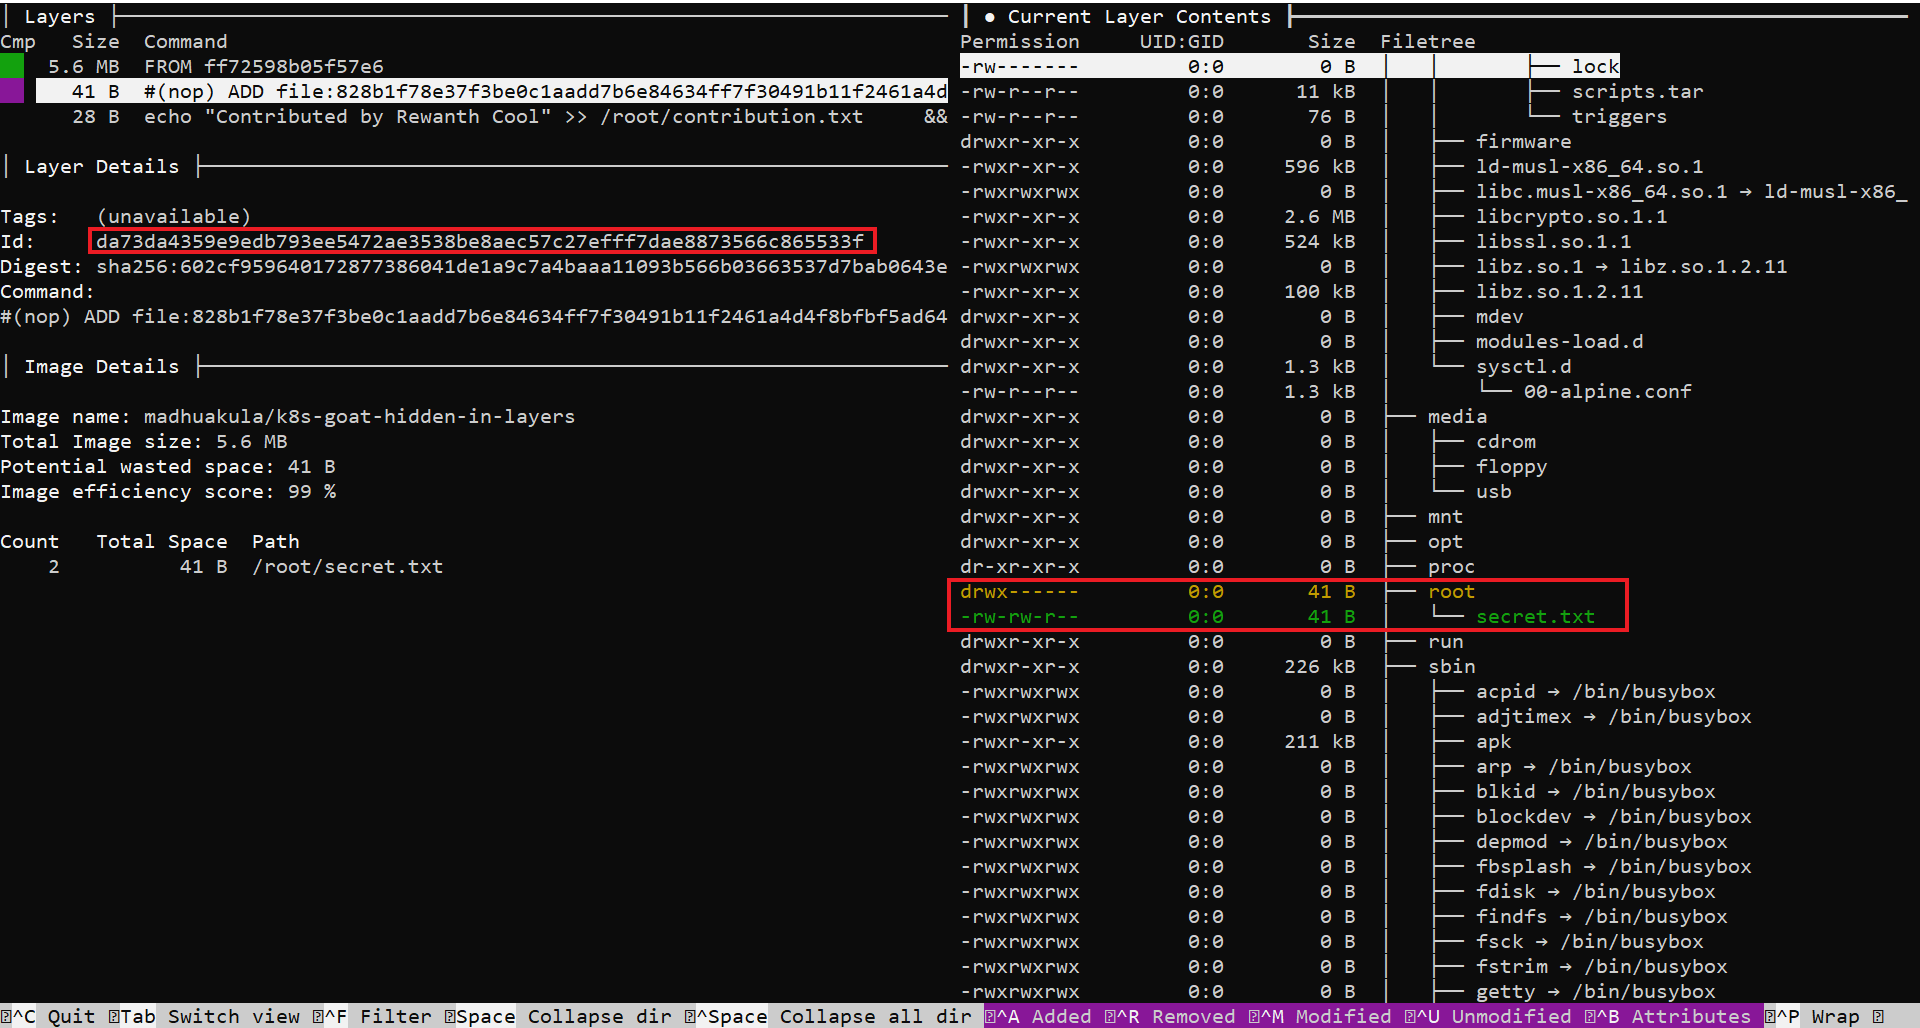 Layers
Cmp Size Command
5.6 MB FROM ff72598b05f57e6
41 B #(nop) ADD file:828b1f78e37f3be0c1aadd7b6e84634ff7f30491b11f2461a4d
28 B echo "Contributed by Rewanth Cool" >> /root/contribution.txt &&
Layer Details
Tags: (unavailable)
Id: da73da4359e9edb793ee5472ae3538be8aec57c27efff7dae8873566c865533f
Digest: sha256:602cf9596401728773860 41de1a9c7a4baaa11093b566b03663537d7bab0643e
Command:
#(nop) ADD file:828b1f78e37f3be0c1aadd7b6e84634ff7f30491b11f2461a4d4f8bfbf5ad64
Image Details
Image name: madhuakula/k8s-goat-hidden-in-layers
Total Image size: 5.6 MB
Potential wasted space: 41 B
Image efficiency score: 99 %
Count Total Space Path
2 41 B /root/secret.txt
● Current Layer Contents
Permission UID:GID Size Filetree
-rw------- 0:0 0 B │ │ ├── lock
-rw-r--r-- 0:0 11 kB │ │ ├── scripts.tar
-rw-r--r-- 0:0 76 B │ │ └── triggers
drwxr-xr-x 0:0 0 B │ ├── firmware
-rwxr-xr-x 0:0 596 kB │ ├── ld-musl-x86_64.so.1
-rwxrwxrwx 0:0 0 B │ ├── libc.musl-x86_64.so.1 → ld-musl-x86_
-rwxr-xr-x 0:0 2.6 MB │ ├── libcrypto.so.1.1
-rwxr-xr-x 0:0 524 kB │ ├── libssl.so.1.1
-rwxrwxrwx 0:0 0 B │ ├── libz.so.1 → libz.so.1.2.11
-rwxr-xr-x 0:0 100 kB │ ├── libz.so.1.2.11
drwxr-xr-x 0:0 0 B │ ├── mdev
drwxr-xr-x 0:0 0 B │ ├── modules-load.d
drwxr-xr-x 0:0 1.3 kB │ └── sysctl.d
-rw-r--r-- 0:0 1.3 kB │ └── 00-alpine.conf
drwxr-xr-x 0:0 0 B ├── media
drwxr-xr-x 0:0 0 B │ ├── cdrom
drwxr-xr-x 0:0 0 B │ ├── floppy
drwxr-xr-x 0:0 0 B │ └── usb
drwxr-xr-x 0:0 0 B ├── mnt
drwxr-xr-x 0:0 0 B ├── opt
dr-xr-xr-x 0:0 0 B ├── proc
drwx------ 0:0 41 B ├── root
-rw-rw-r-- 0:0 41 B │ └── secret.txt
drwxr-xr-x 0:0 0 B ├── run
drwxr-xr-x 0:0 226 kB ├── sbin
-rwxrwxrwx 0:0 0 B │ ├── acpid → /bin/busybox
-rwxrwxrwx 0:0 0 B │ ├── adjtimex → /bin/busybox
-rwxr-xr-x 0:0 211 kB │ ├── apk
-rwxrwxrwx 0:0 0 B │ ├── arp → /bin/busybox
-rwxrwxrwx 0:0 0 B │ ├── blkid → /bin/busybox
-rwxrwxrwx 0:0 0 B │ ├── blockdev → /bin/busybox
-rwxrwxrwx 0:0 0 B │ ├── depmod → /bin/busybox
-rwxrwxrwx 0:0 0 B │ ├── fbsplash → /bin/busybox
-rwxrwxrwx 0:0 0 B │ ├── fdisk → /bin/busybox
-rwxrwxrwx 0:0 0 B │ ├── findfs → /bin/busybox
-rwxrwxrwx 0:0 0 B │ ├── fsck → /bin/busybox
-rwxrwxrwx 0:0 0 B │ ├── fstrim → /bin/busybox
-rwxrwxrwx 0:0 0 B │ ├── getty → /bin/busybox
^C Quit Tab Switch view ^F Filter Space Collapse dir ^Space Collapse all dir ^A Added ^R Removed ^M Modified ^U Unmodified ^B Attributes ^P Wrap